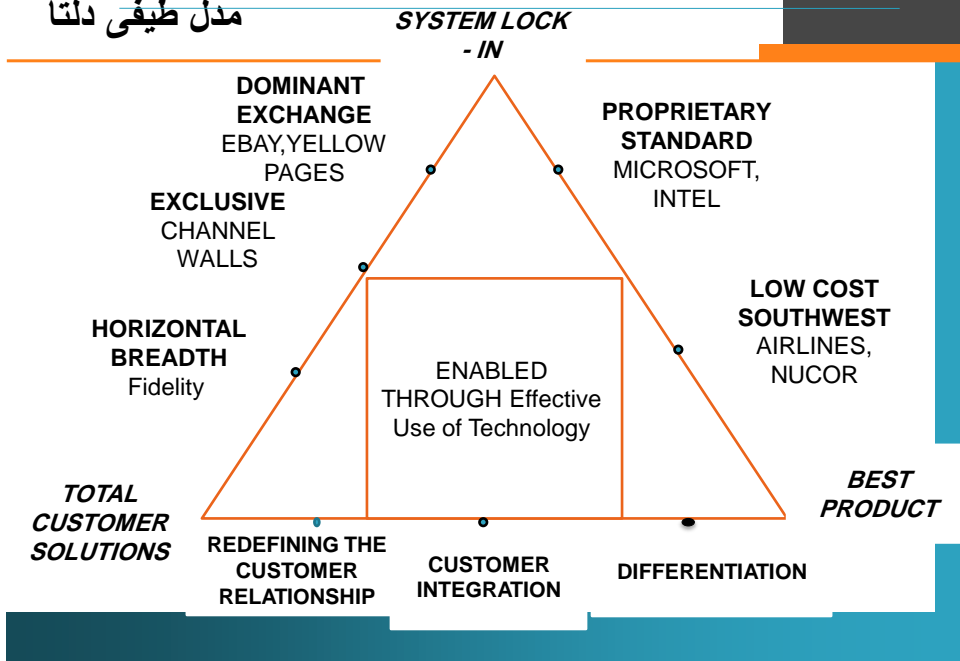 مدل طیفی دلتا
SYSTEM LOCK
- IN
DOMINANT
EXCHANGE
EBAY,YELLOW
PAGES
PROPRIETARY
STANDARD
MICROSOFT,
INTEL
EXCLUSIVE
CHANNEL
WALLS
LOW COST
SOUTHWEST
AIRLINES,
NUCOR
HORIZONTAL
BREADTH
Fidelity
ENABLED
THROUGH Effective
Use of Technology
TOTAL
CUSTOMER
SOLUTIONS
BEST
PRODUCT
REDEFINING THE
CUSTOMER
RELATIONSHIP
CUSTOMER
INTEGRATION
DIFFERENTIATION